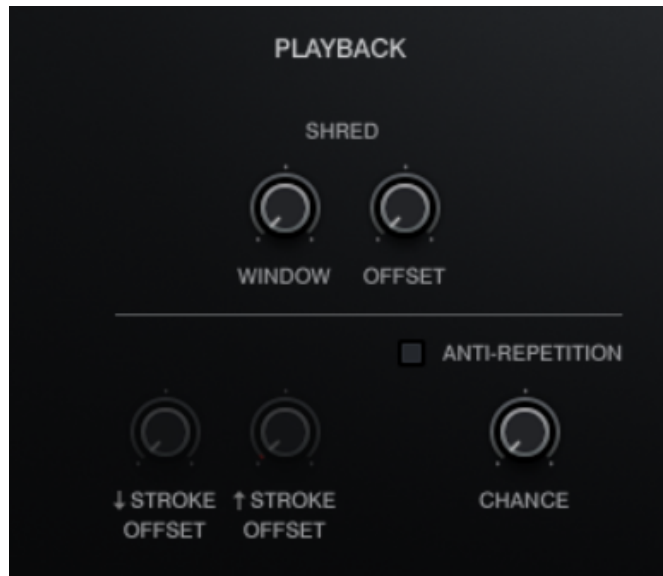 PLAYBACK
SHRED
WINDOW OFFSET
ANTI-REPETITION
↓ STROKE OFFSET
↑ STROKE OFFSET
CHANCE